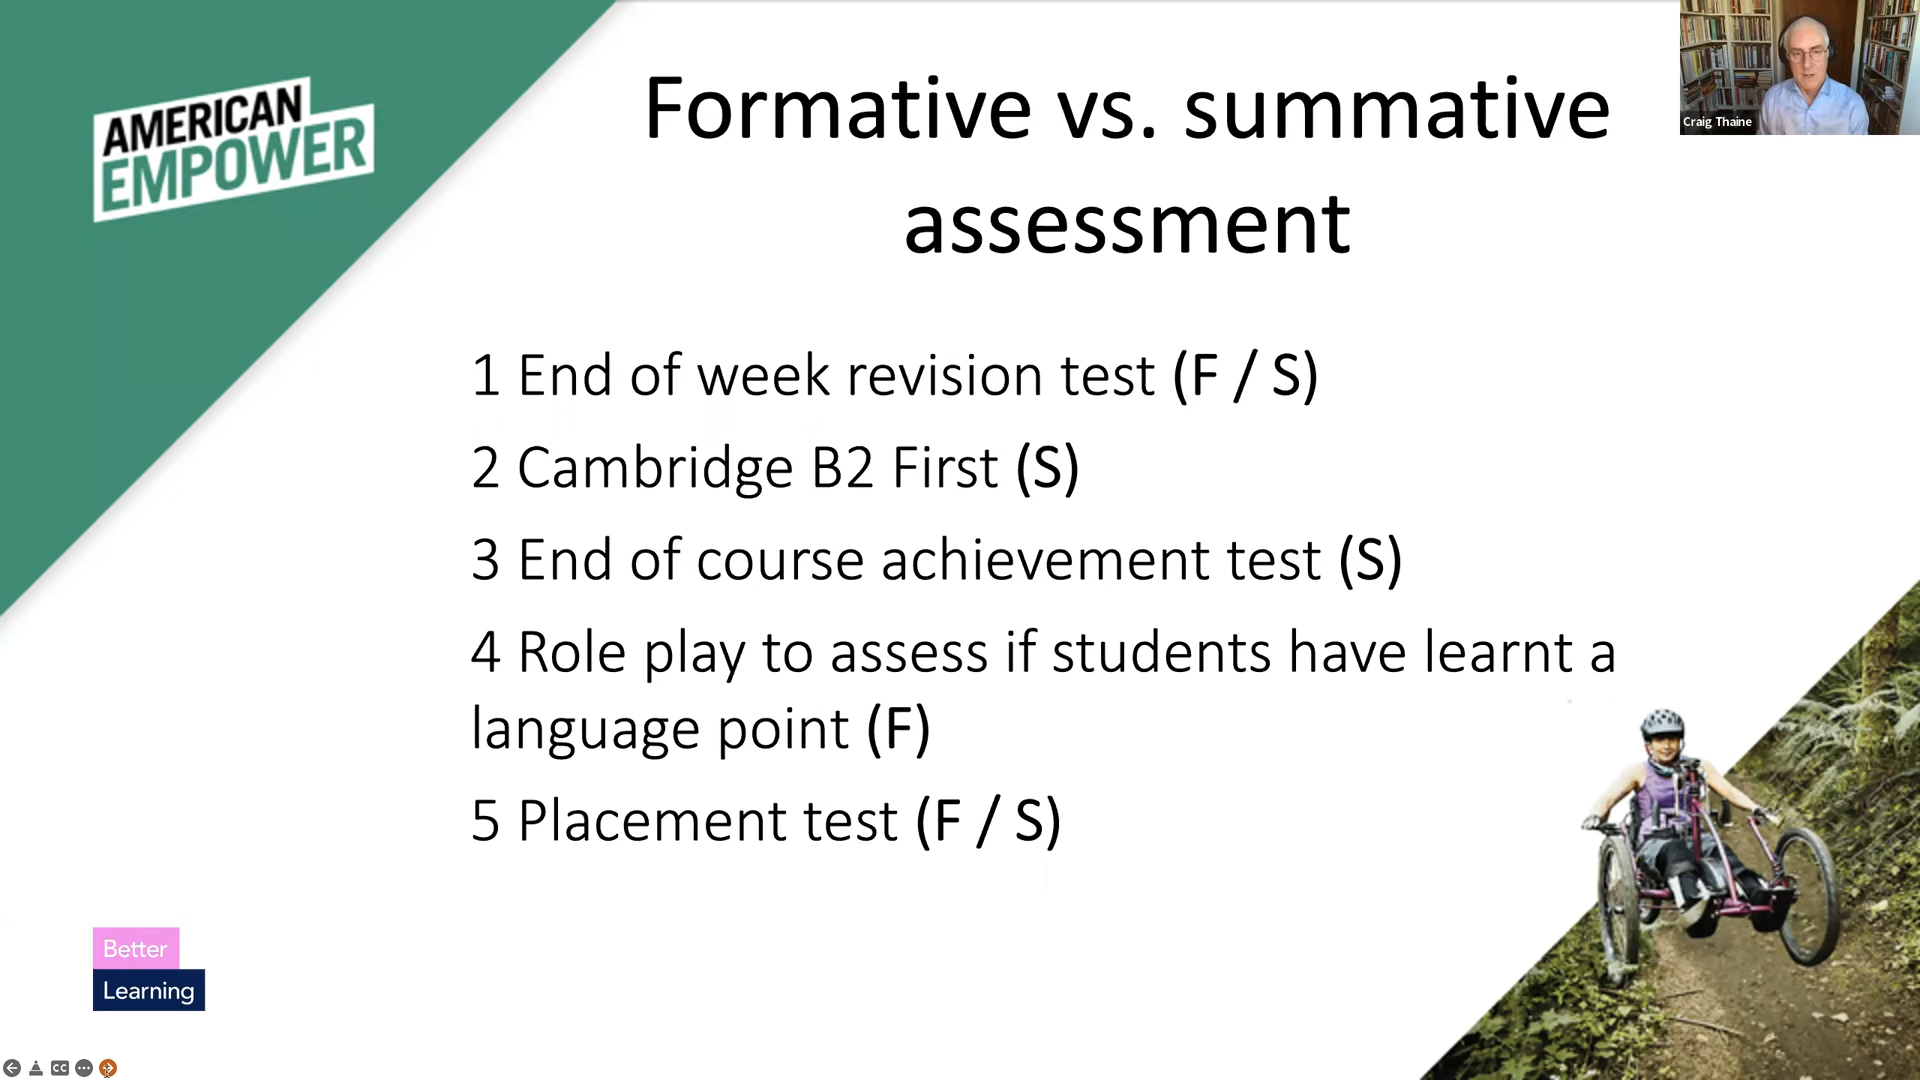 AMERICAN
EMPOWER
Formative vs. summative
assessment
Craig Thaine
1 End of week revision test (F / S)
2 Cambridge B2 First (S)
3 End of course achievement test (S)
4 Role play to assess if students have learnt a
language point (F)
5 Placement test (F / S)
Better
Learning
CC